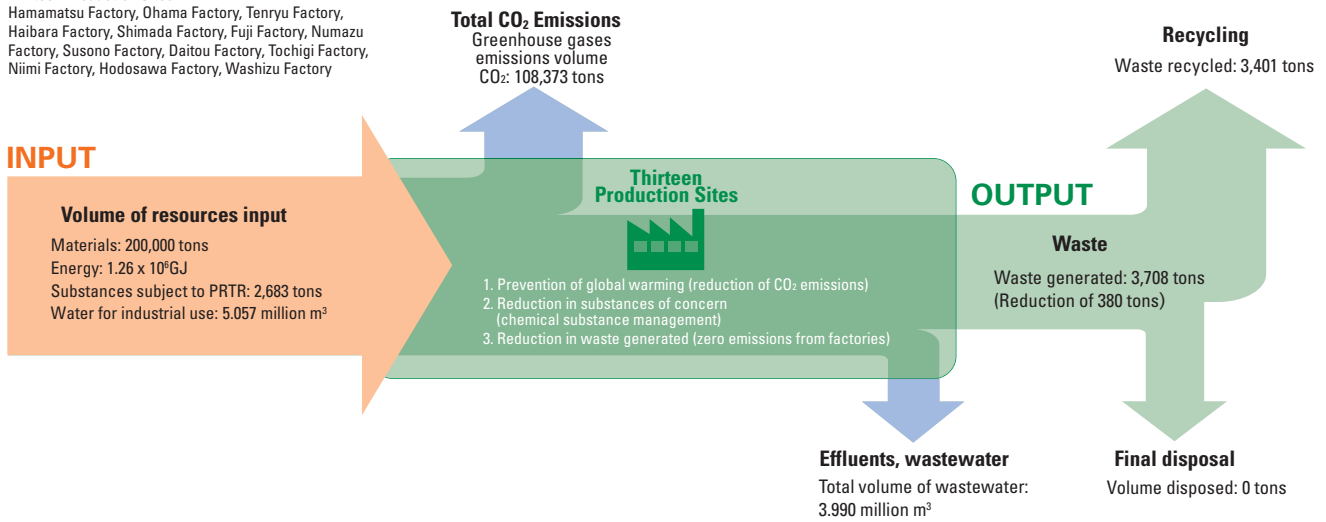 Hamamatsu Factory, Ohama Factory, Tenryu Factory,
Haibara Factory, Shimada Factory, Fuji Factory, Numazu
Factory, Susono Factory, Daitou Factory, Tochigi Factory,
Niimi Factory, Hodosawa Factory, Washizu Factory
Total CO₂ Emissions
Greenhouse gases
emissions volume
CO₂: 108,373 tons
Recycling
Waste recycled: 3,401 tons
INPUT
Volume of resources input
Materials: 200,000 tons
Energy: 1.26 x 10⁶GJ
Substances subject to PRTR: 2,683 tons
Water for industrial use: 5.057 million m³
Thirteen
Production Sites
1. Prevention of global warming (reduction of CO₂ emissions)
2. Reduction in substances of concern
(chemical substance management)
3. Reduction in waste generated (zero emissions from factories)
OUTPUT
Waste
Waste generated: 3,708 tons
(Reduction of 380 tons)
Effluents, wastewater
Total volume of wastewater:
3.990 million m³
Final disposal
Volume disposed: 0 tons